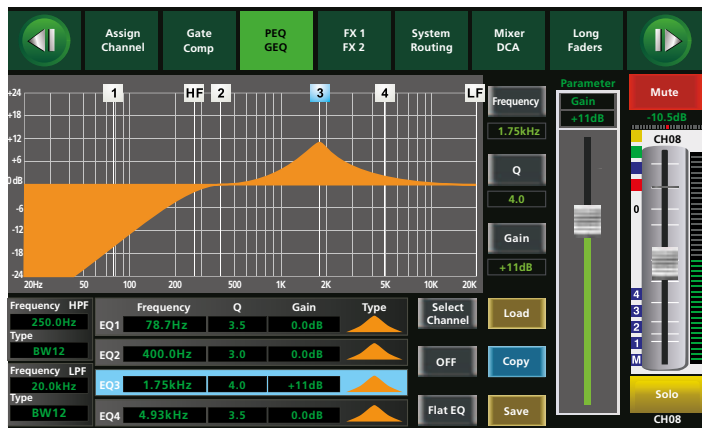 Assign Channel
Gate Comp
PEQ GEQ
FX 1 FX 2
System Routing
Mixer DCA
Long Faders
+24
+18
+12
+6
0dB
-6
-12
-18
-24
1 HF 2 3 4 LF
20Hz 50 100 200 500 1K 2K 5K 10K 20K
Frequency
1.75kHz
Q
4.0
Gain
+11dB
Parameter
Gain
+11dB
Mute
-10.5dB
CH08
0
4
3
2
1
M
Solo
CH08
Frequency HPF
250.0Hz
Type
BW12
Frequency LPF
20.0kHz
Type
BW12
Frequency Q Gain Type
EQ1 78.7Hz 3.5 0.0dB
EQ2 400.0Hz 3.0 0.0dB
EQ3 1.75kHz 4.0 +11dB
EQ4 4.93kHz 3.5 0.0dB
Select Channel
OFF
Flat EQ
Load
Copy
Save